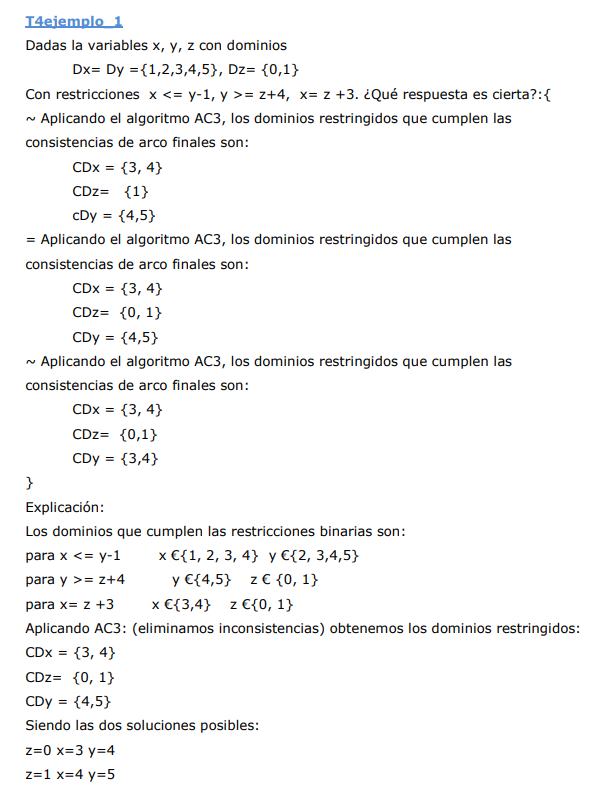 T4ejemplo_1
Dadas la variables x, y, z con dominios
Dx= Dy ={1,2,3,4,5}, Dz= {0,1}
Con restricciones  x <= y-1, y >= z+4,  x= z +3. ¿Qué respuesta es cierta?:{
~ Aplicando el algoritmo AC3, los dominios restringidos que cumplen las
consistencias de arco finales son:
CDx = {3, 4}
CDz=   {1}
cDy = {4,5}
= Aplicando el algoritmo AC3, los dominios restringidos que cumplen las
consistencias de arco finales son:
CDx = {3, 4}
CDz=  {0, 1}
CDy = {4,5}
~ Aplicando el algoritmo AC3, los dominios restringidos que cumplen las
consistencias de arco finales son:
CDx = {3, 4}
CDz=  {0,1}
CDy = {3,4}
}
Explicación:
Los dominios que cumplen las restricciones binarias son:
para x <= y-1        x €{1, 2, 3, 4}  y €{2, 3,4,5}
para y >= z+4        y €{4,5}    z € {0, 1}
para x= z +3        x €{3,4}    z €{0, 1}
Aplicando AC3: (eliminamos inconsistencias) obtenemos los dominios restringidos:
CDx = {3, 4}
CDz=  {0, 1}
CDy = {4,5}
Siendo las dos soluciones posibles:
z=0 x=3 y=4
z=1 x=4 y=5